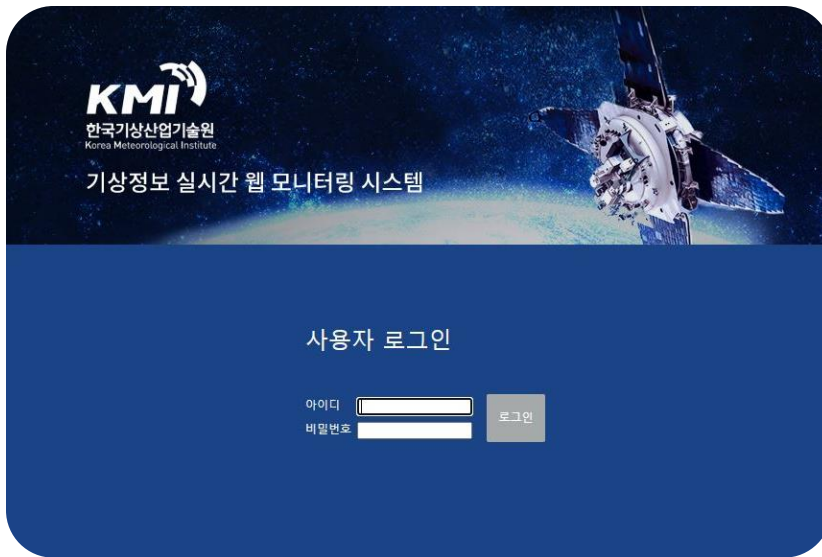 KMI
한국기상산업기술원
Korea Meteorological Institute
기상정보 실시간 웹 모니터링 시스템
사용자 로그인
아이디
로그인
비밀번호